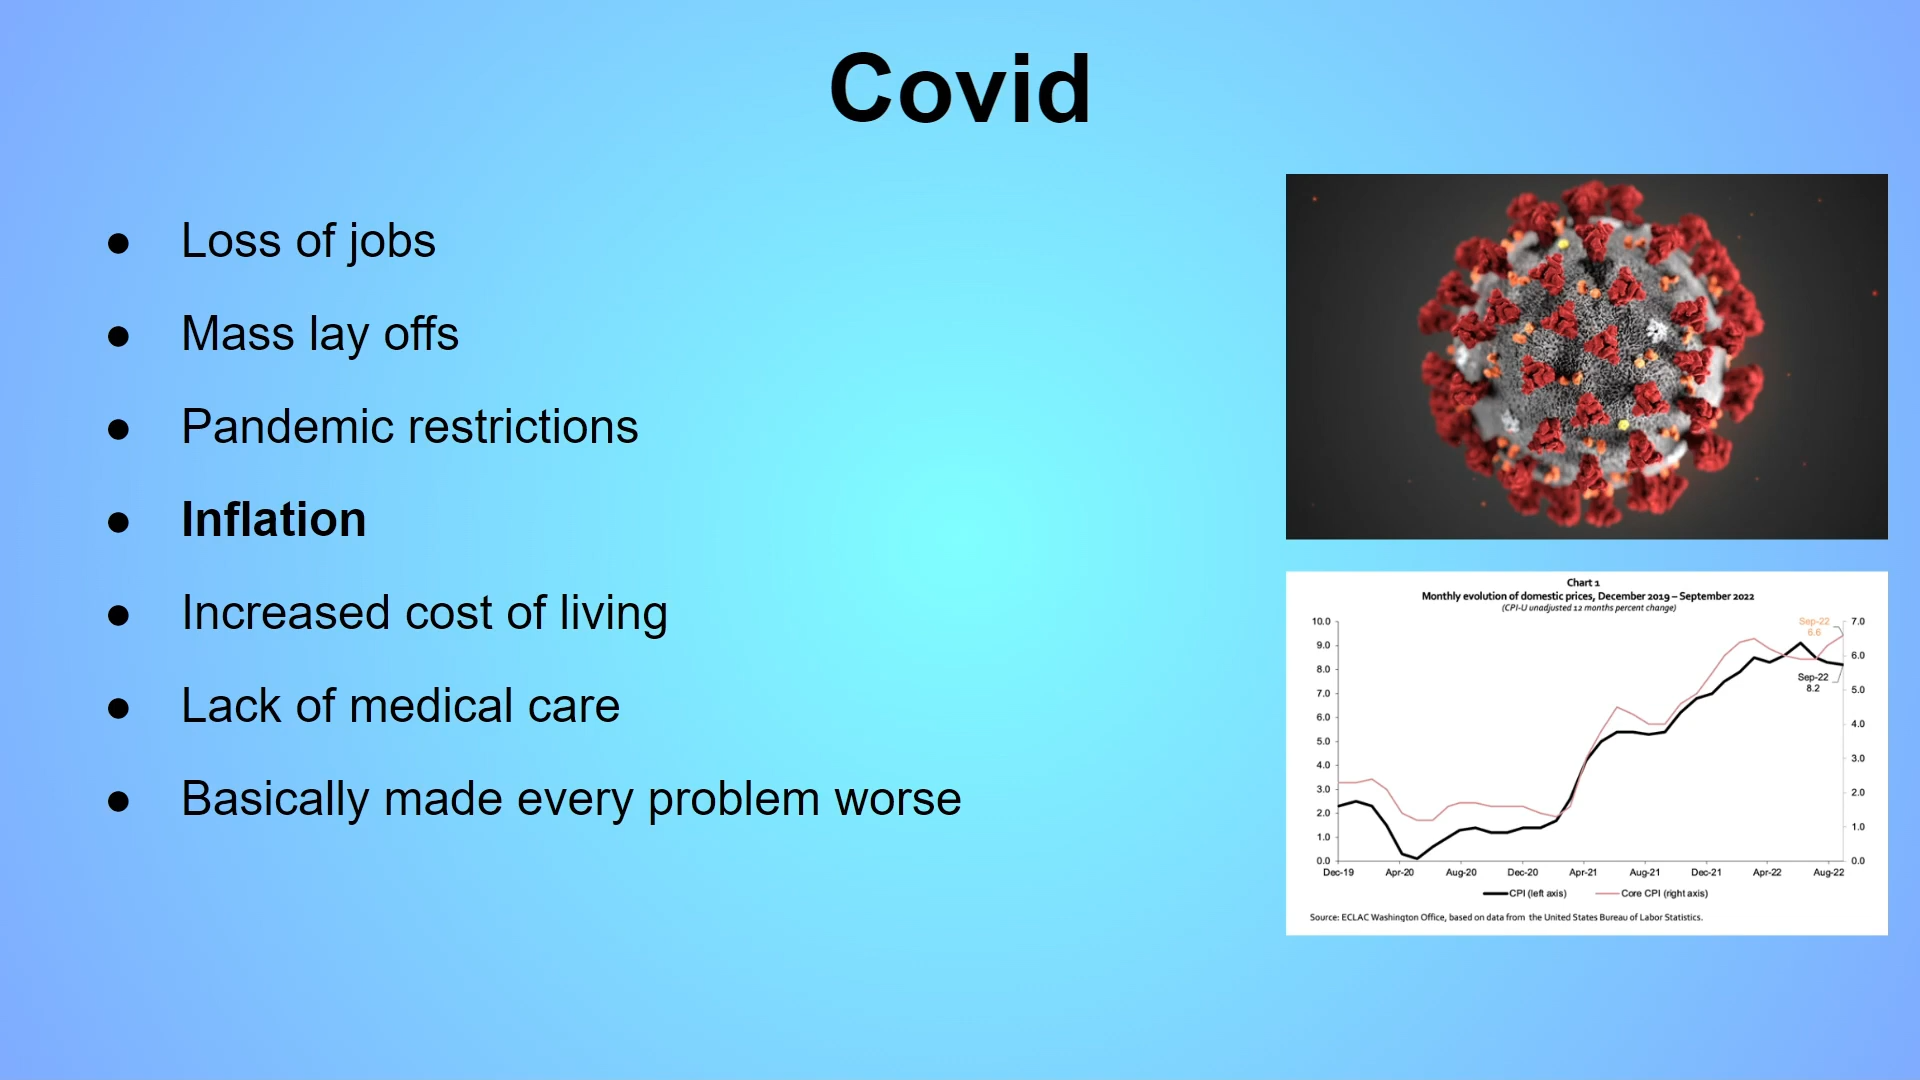 Covid
● Loss of jobs
● Mass lay offs
● Pandemic restrictions
● Inflation
● Increased cost of living
● Lack of medical care
● Basically made every problem worse
Chart 1
Monthly evolution of domestic prices, December 2019 – September 2022
(CPI-U unadjusted 12 months percent change)
10.0
9.0
8.0
7.0
6.0
5.0
4.0
3.0
2.0
1.0
0.0
Sep-22
6.6
Sep-22
8.2
7.0
6.0
5.0
4.0
3.0
2.0
1.0
0.0
Dec-19 Apr-20 Aug-20 Dec-20 Apr-21 Aug-21 Dec-21 Apr-22 Aug-22
CPI (left axis) Core CPI (right axis)
Source: ECLAC Washington Office, based on data from the United States Bureau of Labor Statistics.